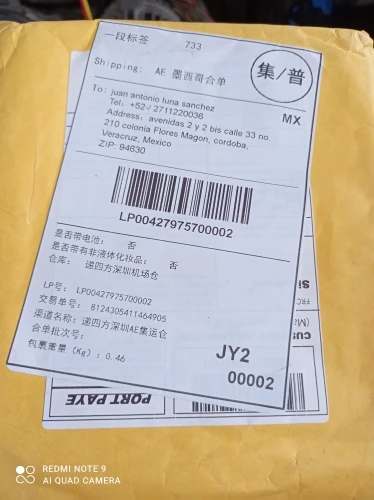 一段标签 733
Shipping: AE 墨西哥合单
集/普
MX
To: juan antonio luna sanchez
Tel: +52-/ 2711220036
Address: avenidas 2 y 2 bis calle 33 no.
210 colonia Flores Magon, cordoba,
Veracruz, Mexico
ZIP: 94630
LP00427975700002
是否带电池: 否
是否带有非液体化妆品: 否
仓库: 递四方深圳机场仓
LP号: LP00427975700002
交易单号: 8124305411464905
渠道名称: 递四方深圳AE集运仓
合单批次号:
包裹重量(Kg): 0.46
JY2
00002
Si
FRC
cus
(Ma
PORT PAYE
REDMI NOTE 9
AI QUAD CAMERA